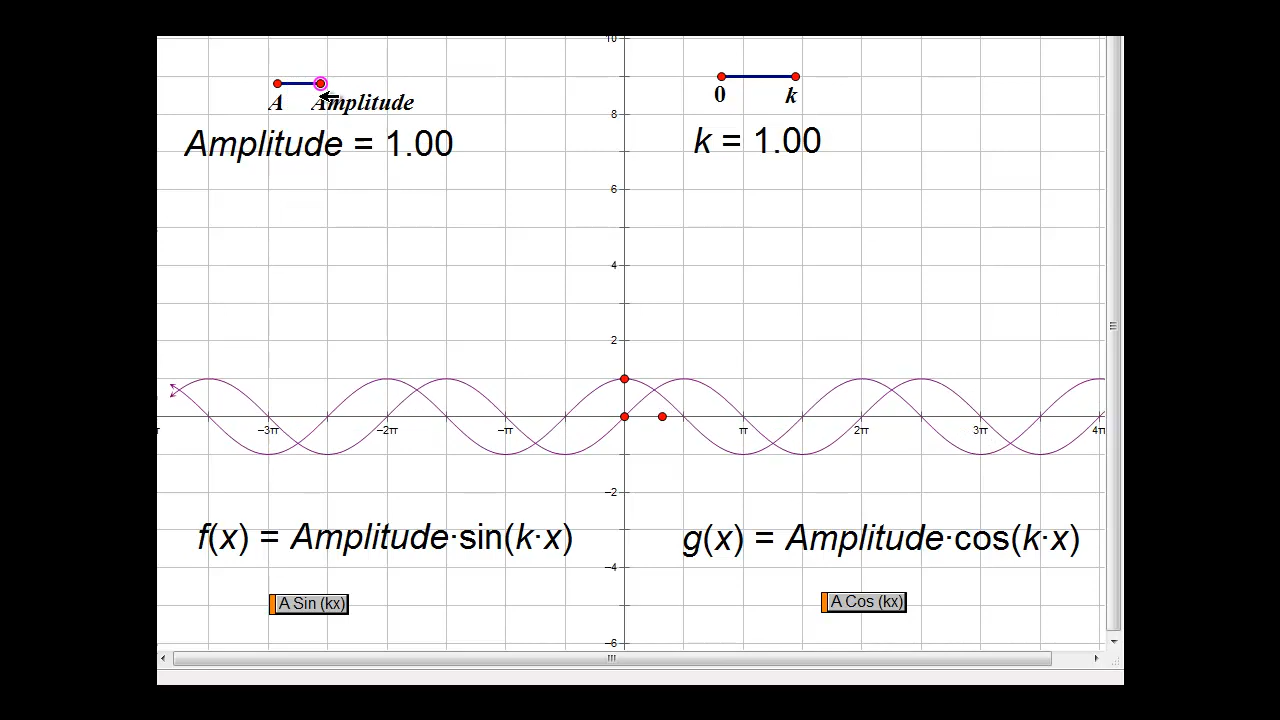 10
A Amplitude
0 k
Amplitude = 1.00
k = 1.00
8
6
4
2
−3π −2π −π π 2π 3π 4π
−2
f(x) = Amplitude·sin(k·x)
g(x) = Amplitude·cos(k·x)
−4
A Sin (kx)
A Cos (kx)
−6